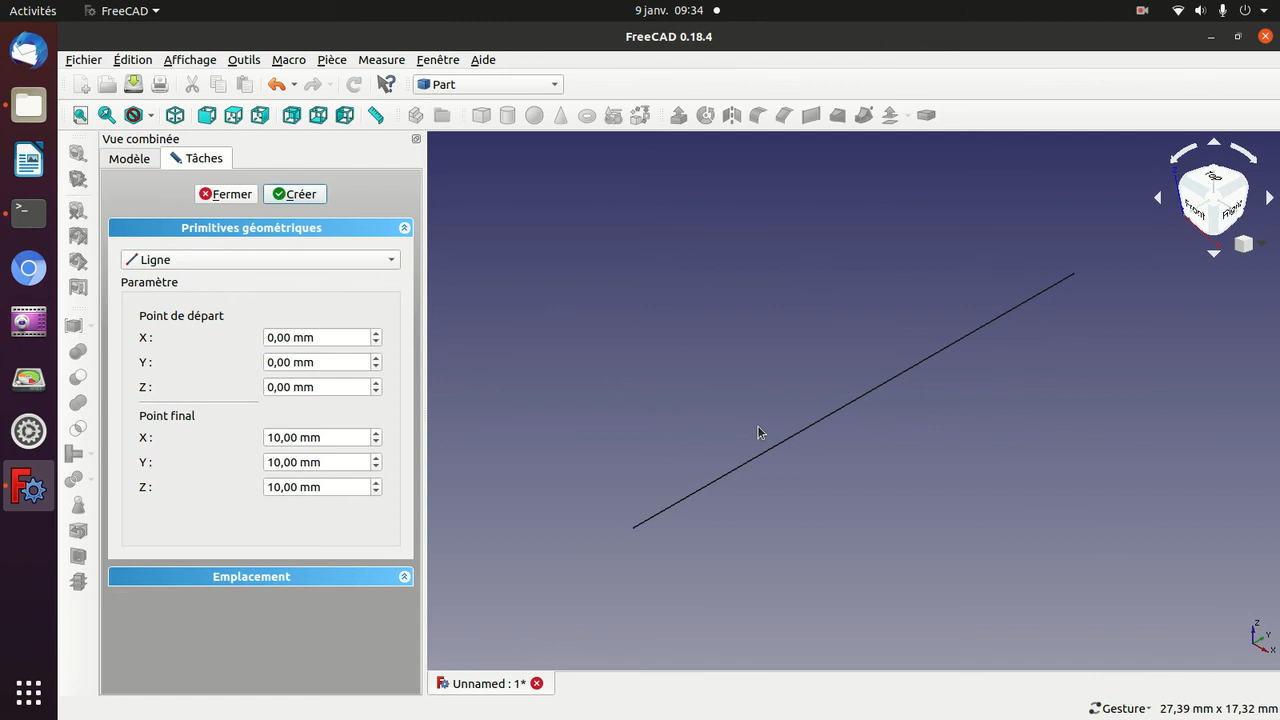 Activités
FreeCAD
9 janv. 09:34
FreeCAD 0.18.4
Fichier Édition Affichage Outils Macro Pièce Mesure Fenêtre Aide
Part
Vue combinée
Modèle Tâches
Fermer Créer
Primitives géométriques
Ligne
Paramètre
Point de départ
X : 0,00 mm
Y : 0,00 mm
Z : 0,00 mm
Point final
X : 10,00 mm
Y : 10,00 mm
Z : 10,00 mm
Emplacement
Front Right
Z
Y
X
Unnamed : 1*
Gesture 27,39 mm x 17,32 mm